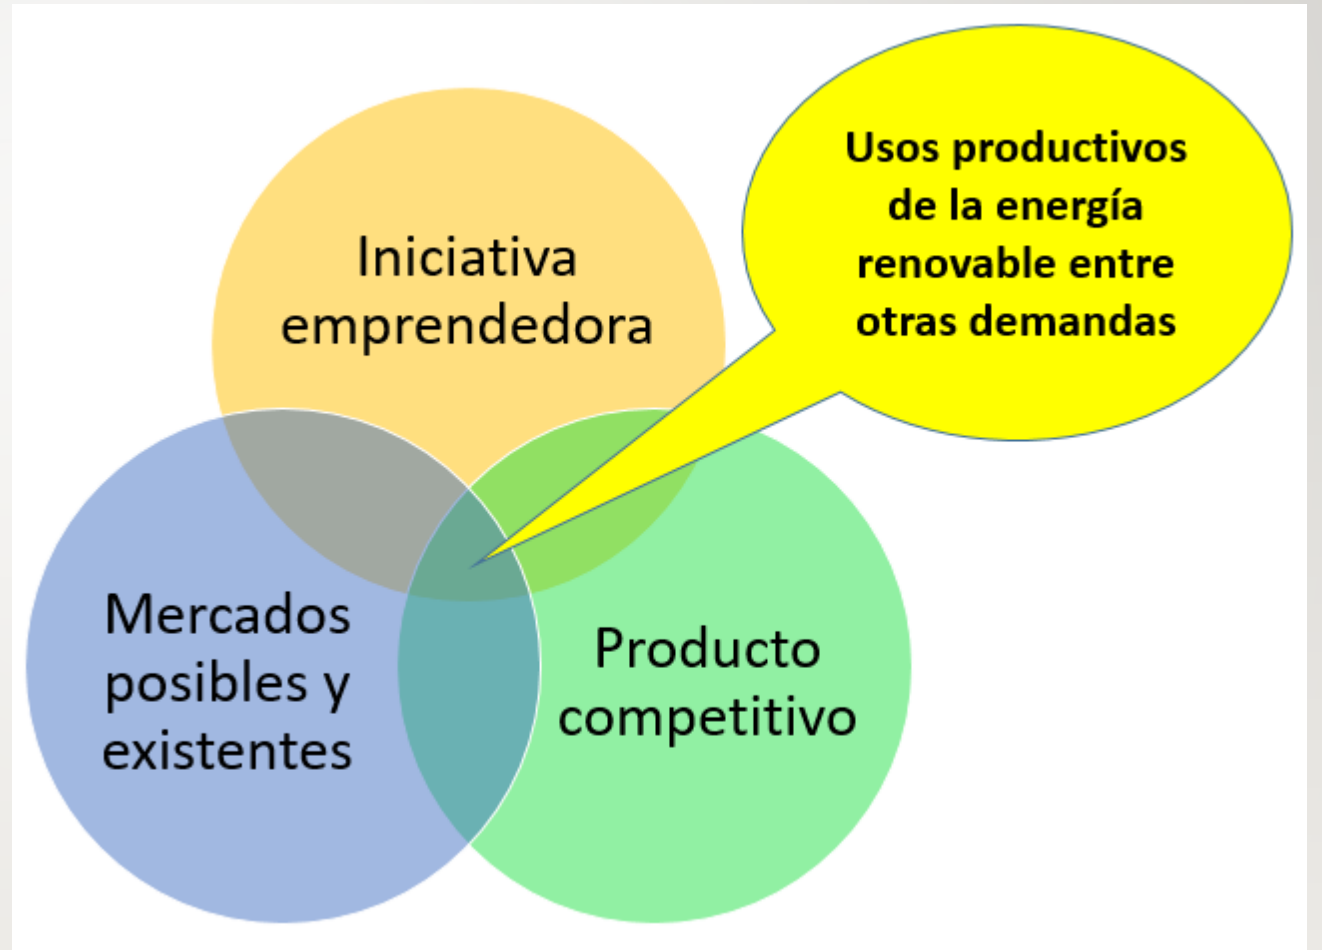 Iniciativa
emprendedora
Usos productivos
de la energía
renovable entre
otras demandas
Mercados
posibles y
existentes
Producto
competitivo